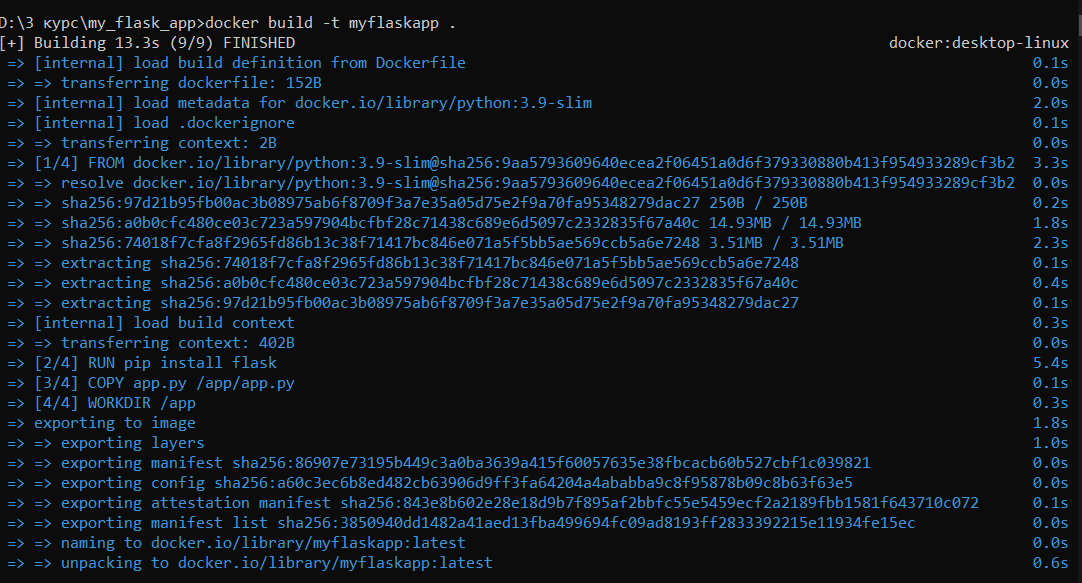 D:\3 курс\my_flask_app>docker build -t myflaskapp .
[+] Building 13.3s (9/9) FINISHED docker:desktop-linux
=> [internal] load build definition from Dockerfile 0.1s
=> => transferring dockerfile: 152B 0.0s
=> [internal] load metadata for docker.io/library/python:3.9-slim 2.0s
=> [internal] load .dockerignore 0.1s
=> => transferring context: 2B 0.0s
=> [1/4] FROM docker.io/library/python:3.9-slim@sha256:9aa5793609640ecea2f06451a0d6f379330880b413f954933289cf3b2 3.3s
=> => resolve docker.io/library/python:3.9-slim@sha256:9aa5793609640ecea2f06451a0d6f379330880b413f954933289cf3b2 0.0s
=> => sha256:97d21b95fb00ac3b08975ab6f8709f3a7e35a05d75e2f9a70fa95348279dac27 250B / 250B 0.2s
=> => sha256:a0b0cfc480ce03c723a597904bcfbf28c71438c689e6d5097c2332835f67a40c 14.93MB / 14.93MB 1.8s
=> => sha256:74018f7cfa8f2965fd86b13c38f71417bc846e071a5f5bb5ae569ccb5a6e7248 3.51MB / 3.51MB 2.3s
=> => extracting sha256:74018f7cfa8f2965fd86b13c38f71417bc846e071a5f5bb5ae569ccb5a6e7248 0.1s
=> => extracting sha256:a0b0cfc480ce03c723a597904bcfbf28c71438c689e6d5097c2332835f67a40c 0.4s
=> => extracting sha256:97d21b95fb00ac3b08975ab6f8709f3a7e35a05d75e2f9a70fa95348279dac27 0.1s
=> [internal] load build context 0.3s
=> => transferring context: 402B 0.0s
=> [2/4] RUN pip install flask 5.4s
=> [3/4] COPY app.py /app/app.py 0.1s
=> [4/4] WORKDIR /app 0.3s
=> exporting to image 1.8s
=> => exporting layers 1.0s
=> => exporting manifest sha256:86907e73195b449c3a0ba3639a415f60057635e38fbcacb60b527cbf1c039821 0.0s
=> => exporting config sha256:a60c3ec6b8ed482cb63906d9ff3fa64204a4ababba9c8f95878b09c8b63f63e5 0.0s
=> => exporting attestation manifest sha256:843e8b602e28e18d9b7f895af2bbfc55e5459ecf2a2189fbb1581f643710c072 0.1s
=> => exporting manifest list sha256:3850940dd1482a41aed13fba499694fc09ad8193ff2833392215e11934fe15ec 0.0s
=> => naming to docker.io/library/myflaskapp:latest 0.0s
=> => unpacking to docker.io/library/myflaskapp:latest 0.6s